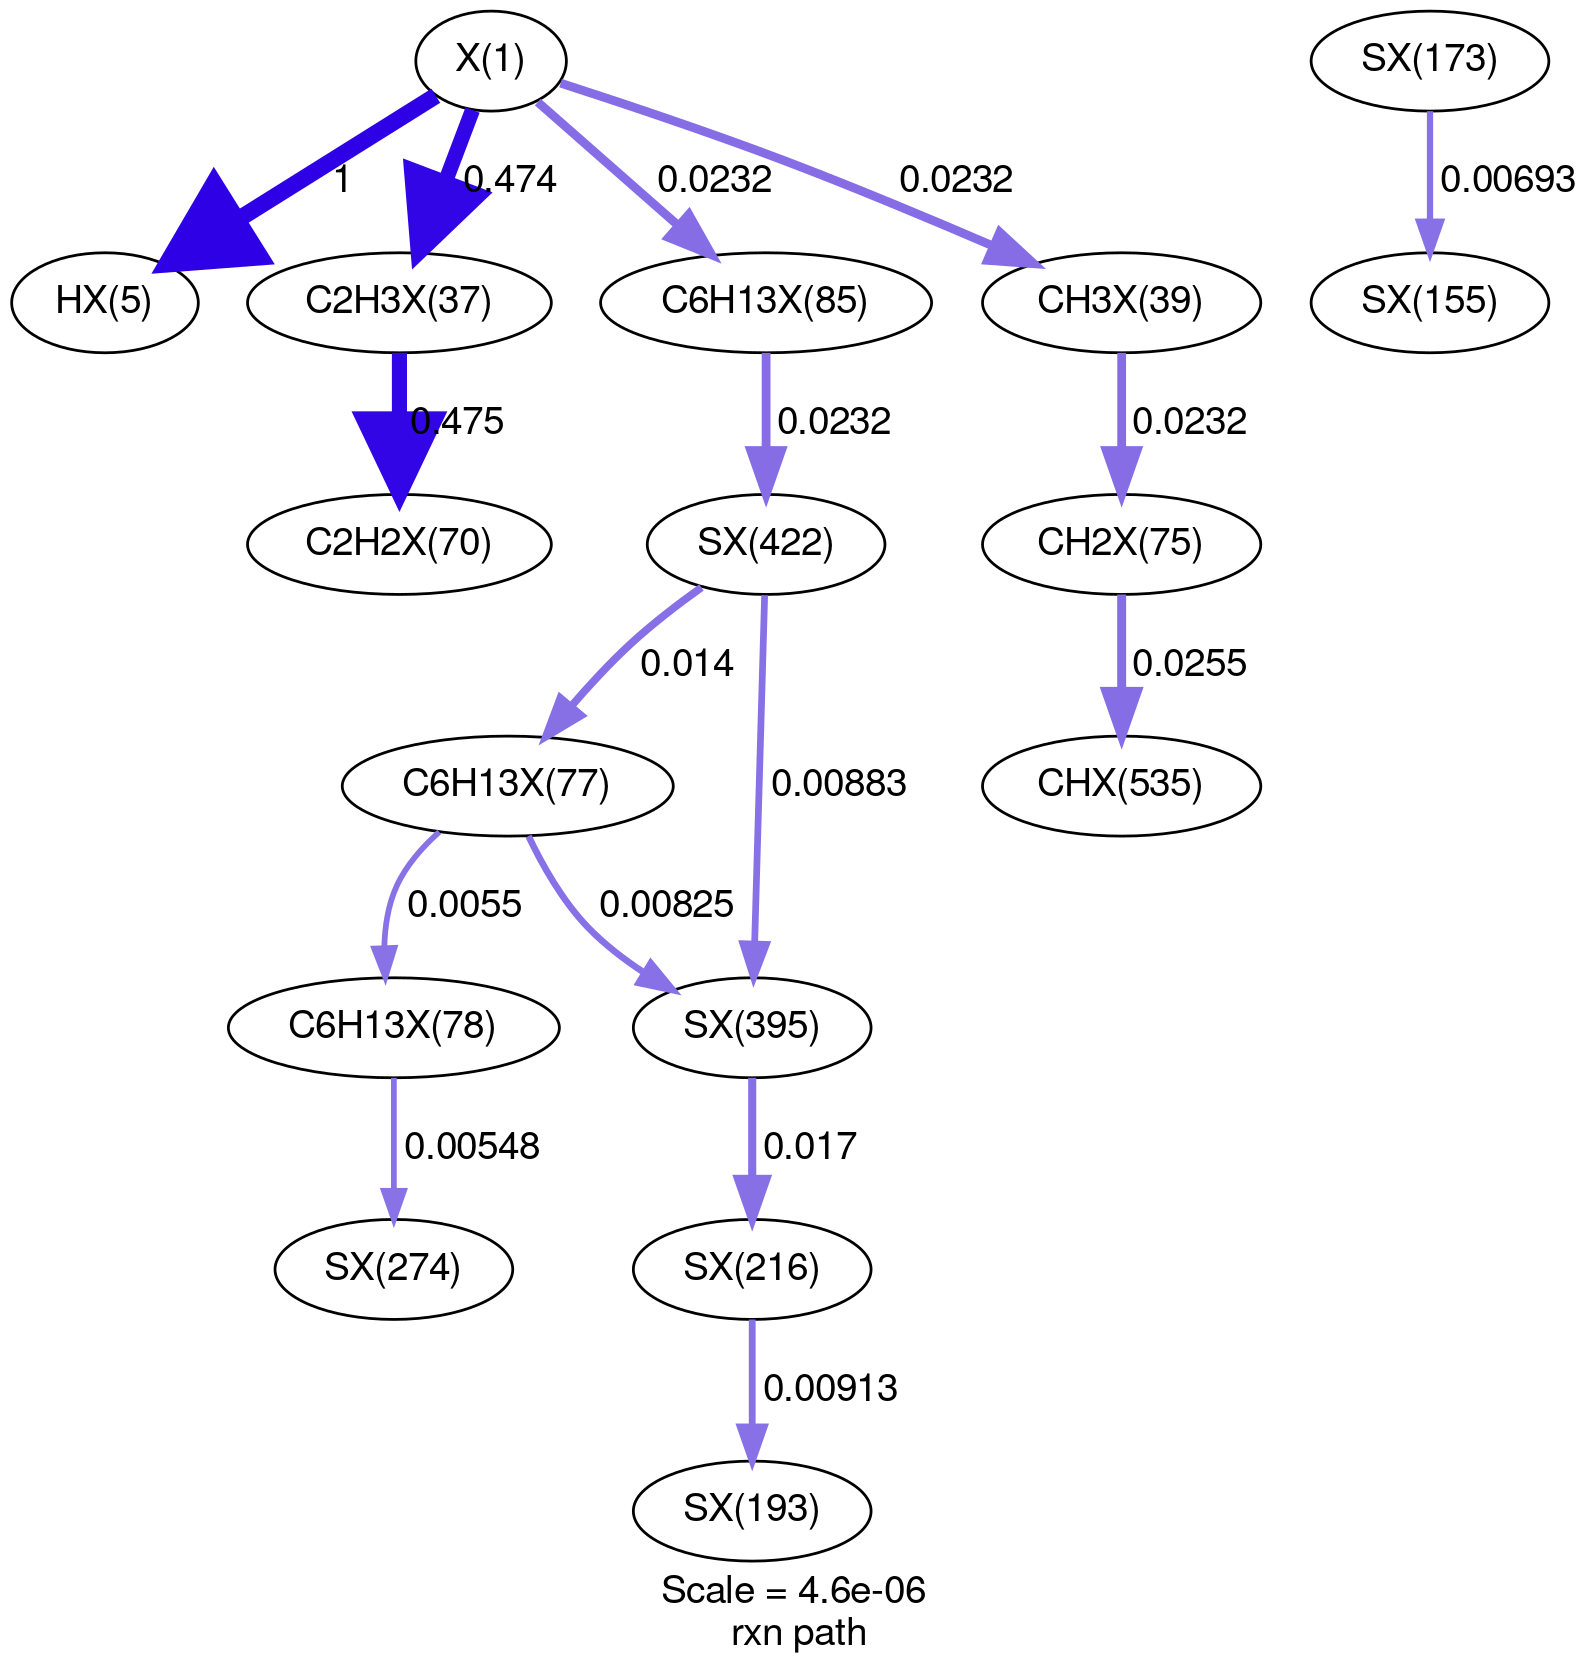 X(1)
SX(173)
1
0.474
0.0232
0.0232
0.00693
HX(5)
C2H3X(37)
C6H13X(85)
CH3X(39)
SX(155)
0.475
0.0232
0.0232
C2H2X(70)
SX(422)
CH2X(75)
0.014
0.0255
C6H13X(77)
0.00883
CHX(535)
0.0055
0.00825
C6H13X(78)
SX(395)
0.00548
0.017
SX(274)
SX(216)
0.00913
SX(193)
Scale = 4.6e-06
rxn path